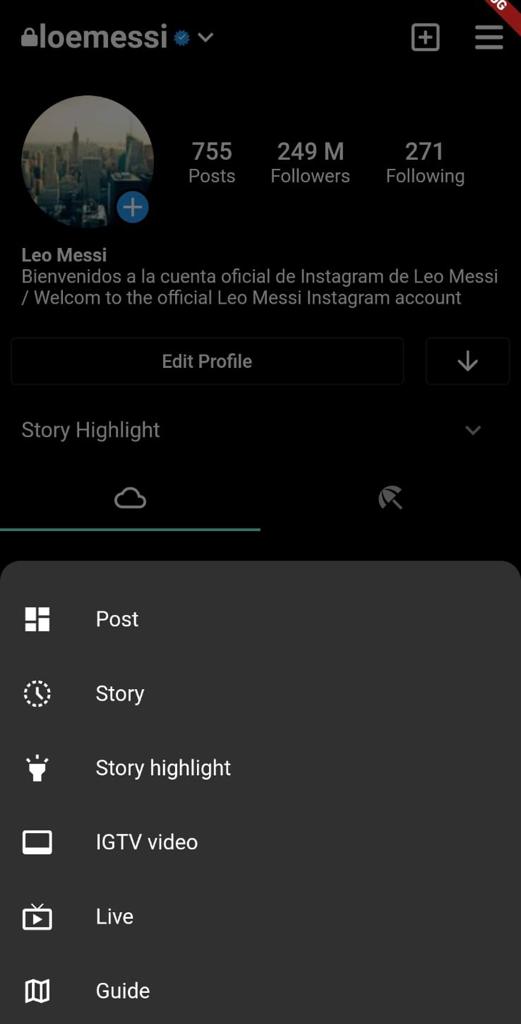 loemessi
755 249 M 271
Posts Followers Following
Leo Messi
Bienvenidos a la cuenta oficial de Instagram de Leo Messi
/ Welcom to the official Leo Messi Instagram account
Edit Profile
Story Highlight
Post
Story
Story highlight
IGTV video
Live
Guide